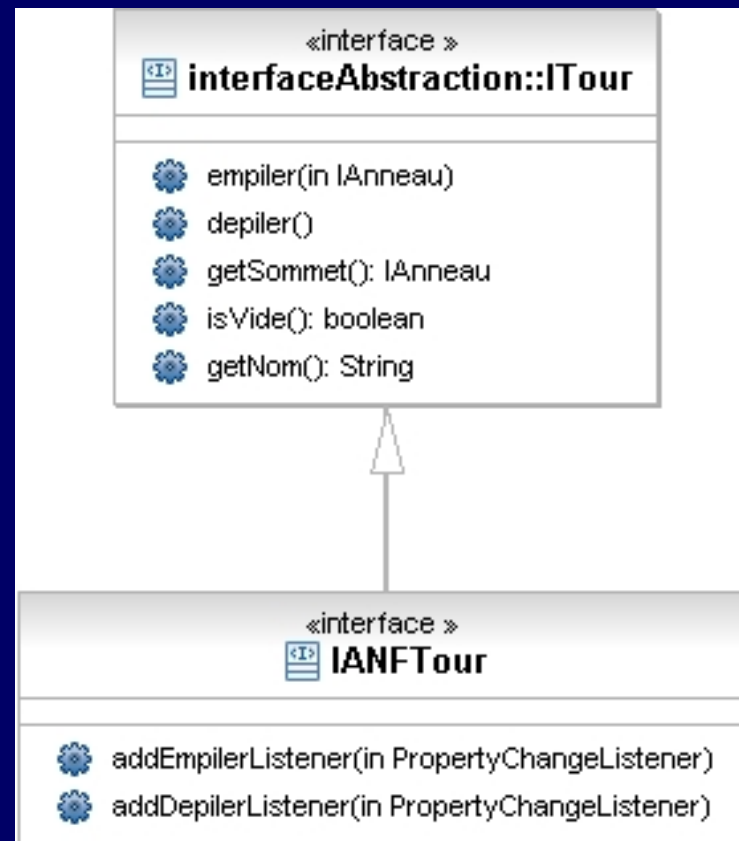 «interface »
interfaceAbstraction::ITour
empiler(in IAnneau)
depiler()
getSommet(): IAnneau
isVide(): boolean
getNom(): String
«interface »
IANFTour
addEmpilerListener(in PropertyChangeListener)
addDepilerListener(in PropertyChangeListener)